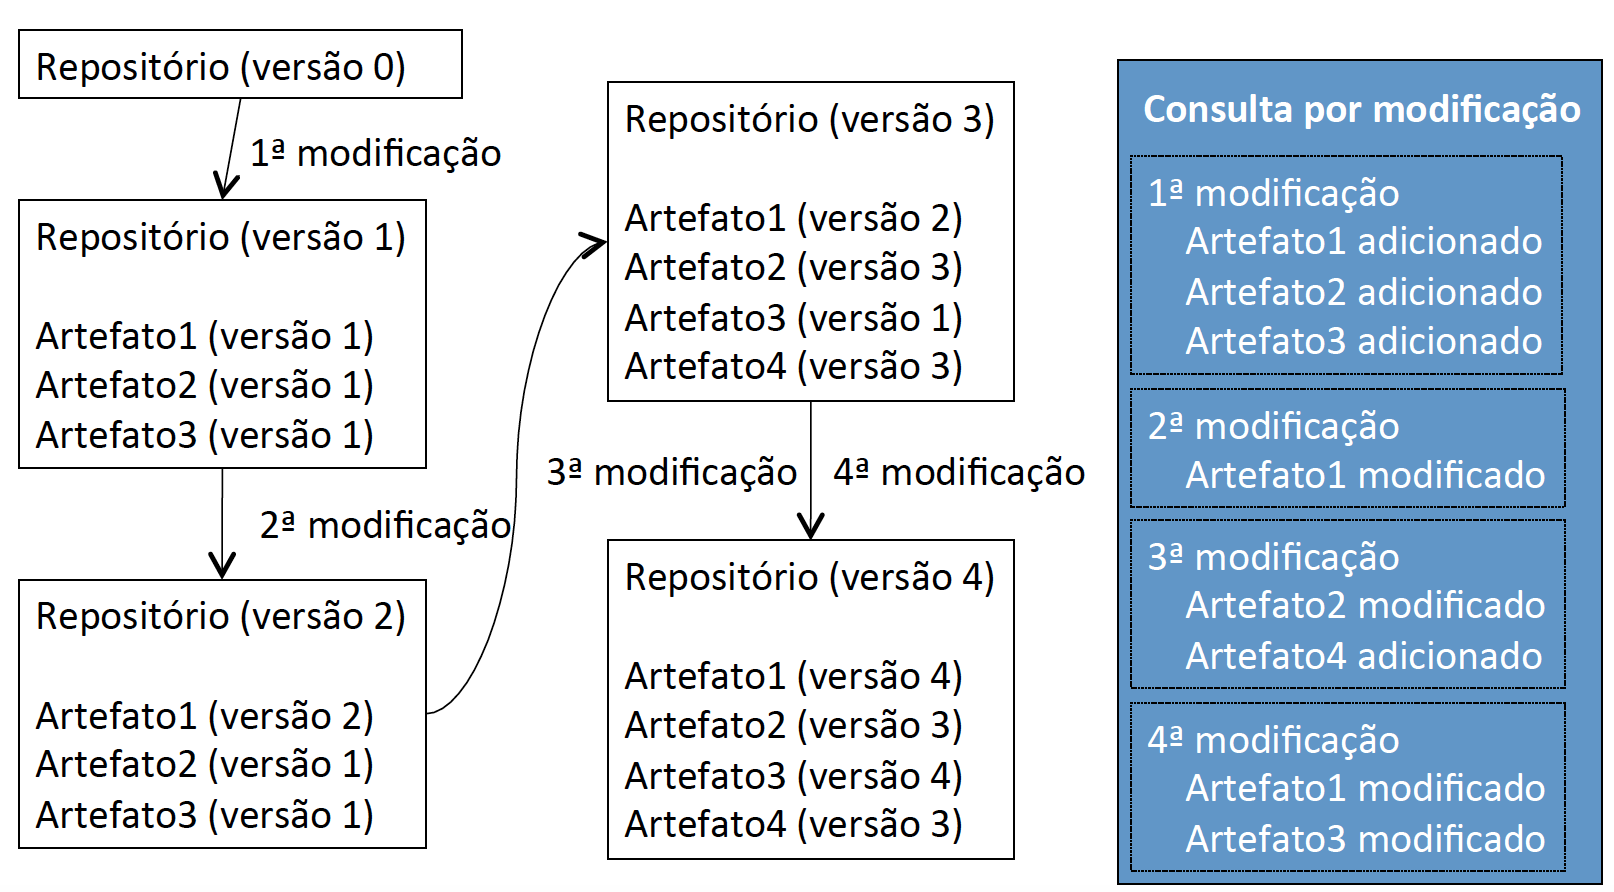 Repositório (versão 0)
1ª modificação
Repositório (versão 1)
Artefato1 (versão 1)
Artefato2 (versão 1)
Artefato3 (versão 1)
2ª modificação
Repositório (versão 2)
Artefato1 (versão 2)
Artefato2 (versão 1)
Artefato3 (versão 1)
3ª modificação
Repositório (versão 3)
Artefato1 (versão 2)
Artefato2 (versão 3)
Artefato3 (versão 1)
Artefato4 (versão 3)
4ª modificação
Repositório (versão 4)
Artefato1 (versão 4)
Artefato2 (versão 3)
Artefato3 (versão 4)
Artefato4 (versão 3)
Consulta por modificação
1ª modificação
Artefato1 adicionado
Artefato2 adicionado
Artefato3 adicionado
2ª modificação
Artefato1 modificado
3ª modificação
Artefato2 modificado
Artefato4 adicionado
4ª modificação
Artefato1 modificado
Artefato3 modificado